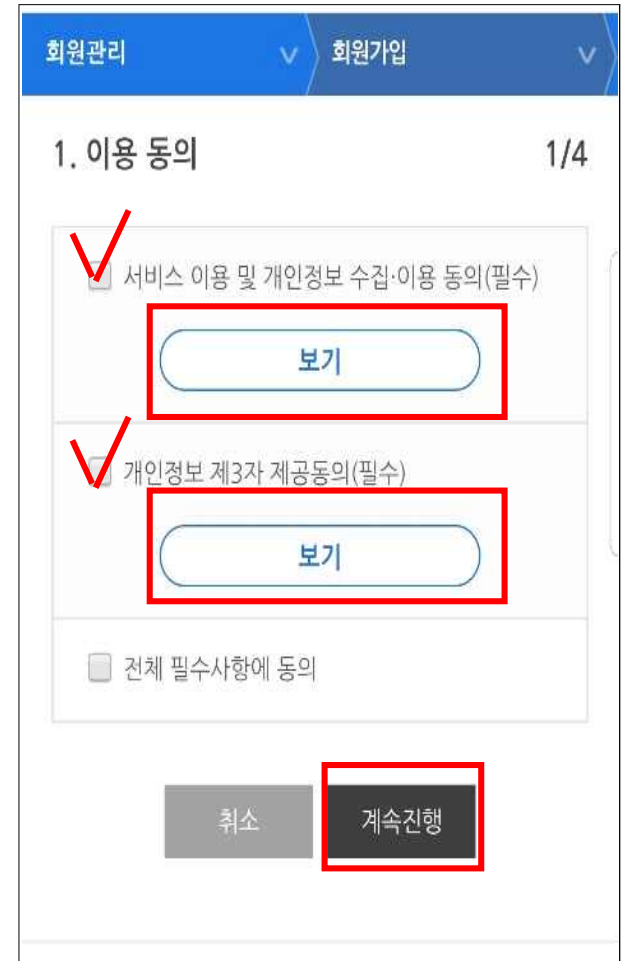 회원관리 ∨ 회원가입 ∨
1. 이용 동의 1/4
서비스 이용 및 개인정보 수집·이용 동의(필수)
보기
개인정보 제3자 제공동의(필수)
보기
전체 필수사항에 동의
취소 계속진행